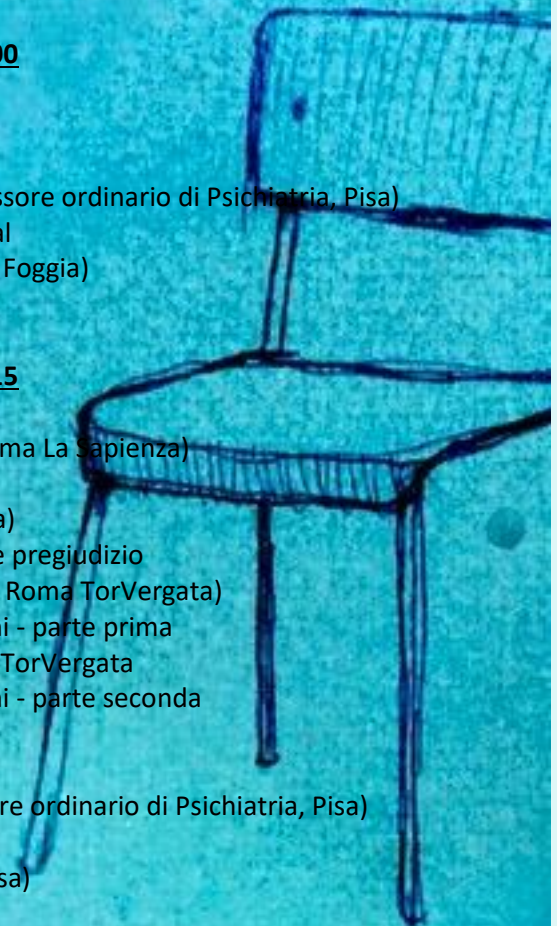 00
ssore ordinario di Psichiatria, Pisa)
al
Foggia)
15
ma La Sapienza)
a)
e pregiudizio
Roma TorVergata)
ni - parte prima
TorVergata
ni - parte seconda
re ordinario di Psichiatria, Pisa)
sa)